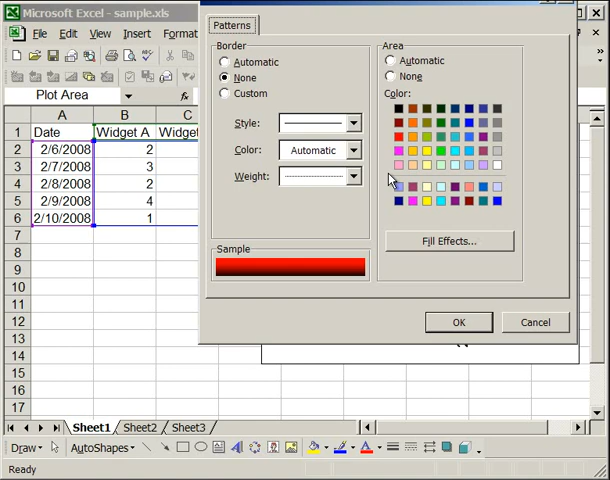 Microsoft Excel - sample.xls
File Edit View Insert Format
Plot Area fx
A B C
1 Date Widget A Widget
2 2/6/2008 2
3 2/7/2008 3
4 2/8/2008 2
5 2/9/2008 4
6 2/10/2008 1
7
8
9
10
11
12
13
14
15
16
17
Patterns
Border
Automatic
None
Custom
Style:
Color: Automatic
Weight:
Sample
Area
Automatic
None
Color:
Fill Effects...
OK Cancel
Sheet1 Sheet2 Sheet3
Draw AutoShapes
Ready